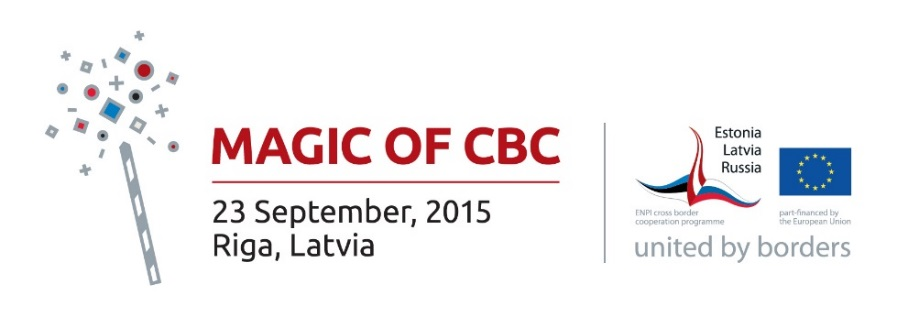 MAGIC OF CBC
23 September, 2015
Riga, Latvia
Estonia
Latvia
Russia
ENPI cross border
cooperation programme
part-financed by
the European Union
united by borders